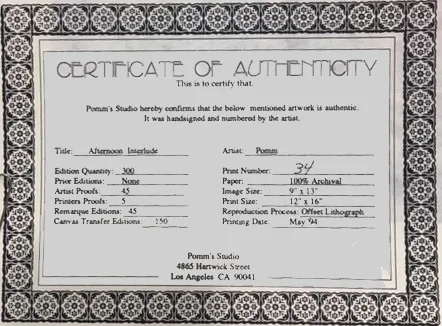 CERTIFICATE OF AUTHENTICITY
This is to certify that.
Pomm's Studio hereby confirms that the below mentioned artwork is authentic.
It was handsigned and numbered by the artist.
Title: Afternoon Interlude
Artist: Pomm
Edition Quantity: 300
Print Number: 34
Prior Editions: None
Paper: 100% Archival
Artist Proofs: 45
Image Size: 9" x 13"
Printers Proofs: 5
Print Size: 12" x 16"
Remarque Editions: 45
Reproduction Process: Offset Lithograph
Canvas Transfer Editions: 150
Printing Date: May '94
Pomm's Studio
4865 Hartwick Street
Los Angeles CA 90041